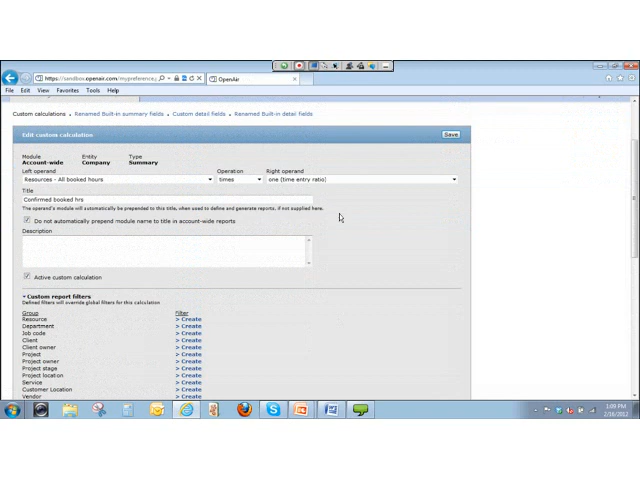 https://sandbox.openair.com/mypreference.p
OpenAir
File Edit View Favorites Tools Help
Custom calculations Renamed Built-in summary fields Custom detail fields Renamed Built-in detail fields
Edit custom calculation
Save
Module Entity Type
Account-wide Company Summary
Left operand Operation Right operand
Resources - All booked hours times one (time entry ratio)
Title
Confirmed booked hrs
The operand's module will automatically be prepended to this title, when used to define and generate reports, if not supplied here.
Do not automatically prepend module name to title in account-wide reports
Description
Active custom calculation
Custom report filters
Defined filters will override global filters for this calculation
Group Filter
Resource > Create
Department > Create
Job code > Create
Client > Create
Client owner > Create
Project > Create
Project owner > Create
Project stage > Create
Project location > Create
Service > Create
Customer Location > Create
Vendor > Create
1:09 PM
2/16/2012